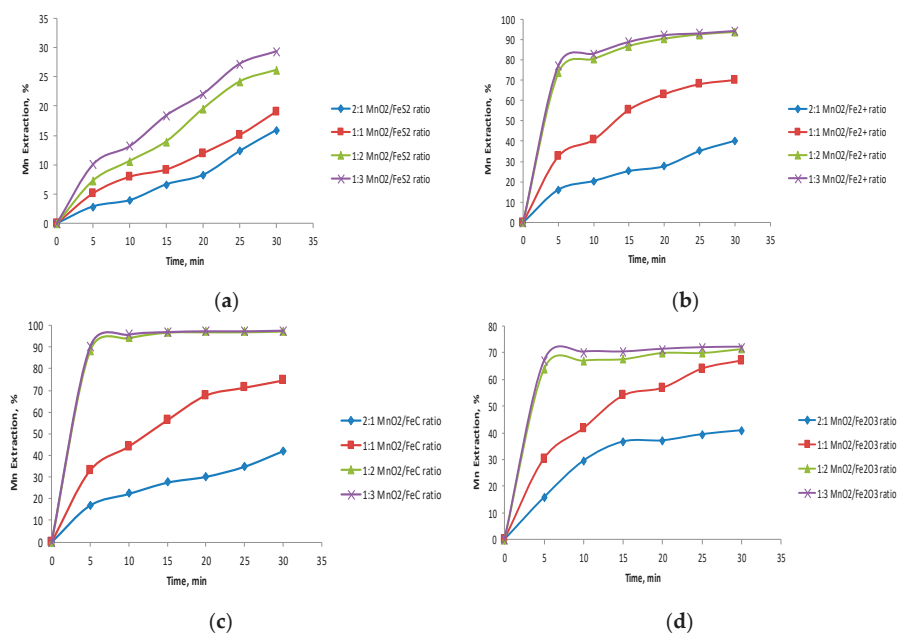 (a)
Mn Extraction, %
35
30
25
20
15
10
5
0
0 5 10 15 20 25 30 35
Time, min
2:1 MnO2/FeS2 ratio
1:1 MnO2/FeS2 ratio
1:2 MnO2/FeS2 ratio
1:3 MnO2/FeS2 ratio
(a)
Mn Extraction, %
100
90
80
70
60
50
40
30
20
10
0
0 5 10 15 20 25 30 35
Time, min
2:1 MnO2/Fe2+ ratio
1:1 MnO2/Fe2+ ratio
1:2 MnO2/Fe2+ ratio
1:3 MnO2/Fe2+ ratio
(b)
Mn Extraction, %
100
90
80
70
60
50
40
30
20
10
0
0 5 10 15 20 25 30 35
Time, min
2:1 MnO2/FeC ratio
1:1 MnO2/FeC ratio
1:2 MnO2/FeC ratio
1:3 MnO2/FeC ratio
(c)
Mn Extraction, %
80
70
60
50
40
30
20
10
0
0 5 10 15 20 25 30 35
Time, min
2:1 MnO2/Fe2O3 ratio
1:1 MnO2/Fe2O3 ratio
1:2 MnO2/Fe2O3 ratio
1:3 MnO2/Fe2O3 ratio
(d)